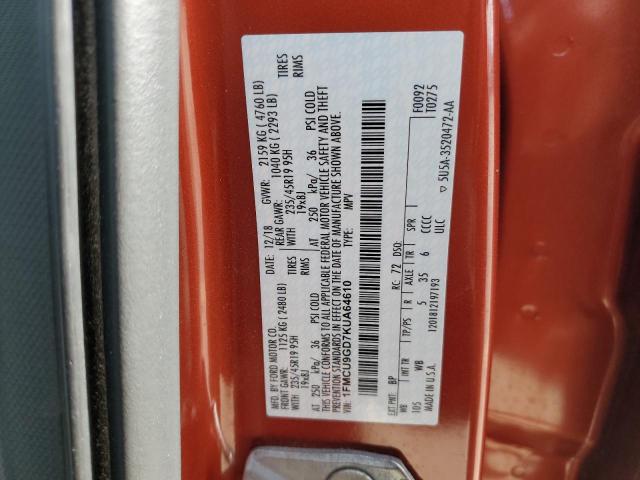 MFD. BY FORD MOTOR CO.
DATE: 12/18 GVWR: 2159 KG ( 4760 LB)
FRONT GAWR: 1125 KG ( 2480 LB) REAR GAWR: 1040 KG ( 2293 LB)
WITH 235/45R19 95H TIRES WITH 235/45R19 95H TIRES
19x8J RIMS 19x8J RIMS
AT 250 kPa/ 36 PSI COLD AT 250 kPa/ 36 PSI COLD
THIS VEHICLE CONFORMS TO ALL APPLICABLE FEDERAL MOTOR VEHICLE SAFETY AND THEFT
PREVENTION STANDARDS IN EFFECT ON THE DATE OF MANUFACTURE SHOWN ABOVE.
VIN: 1FMCU9GD7KUA64610 TYPE: MPV
F0092
T0275
EXT PNT: BP RC: 72 DSO:
WB INT TR TP/PS R AXLE TR SPR
105 WB 5 35 6 CCCC
MADE IN U.S.A. ULC
1201812197193
5U5A-3520472-AA